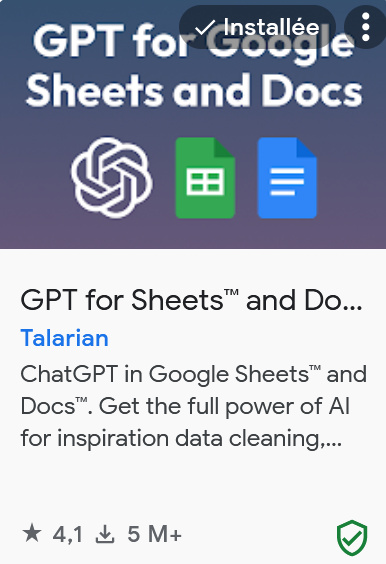 Installée
GPT for Google
Sheets and Docs
GPT for Sheets™ and Do...
Talarian
ChatGPT in Google Sheets™ and
Docs™. Get the full power of AI
for inspiration data cleaning,...
★ 4,1 5 M+